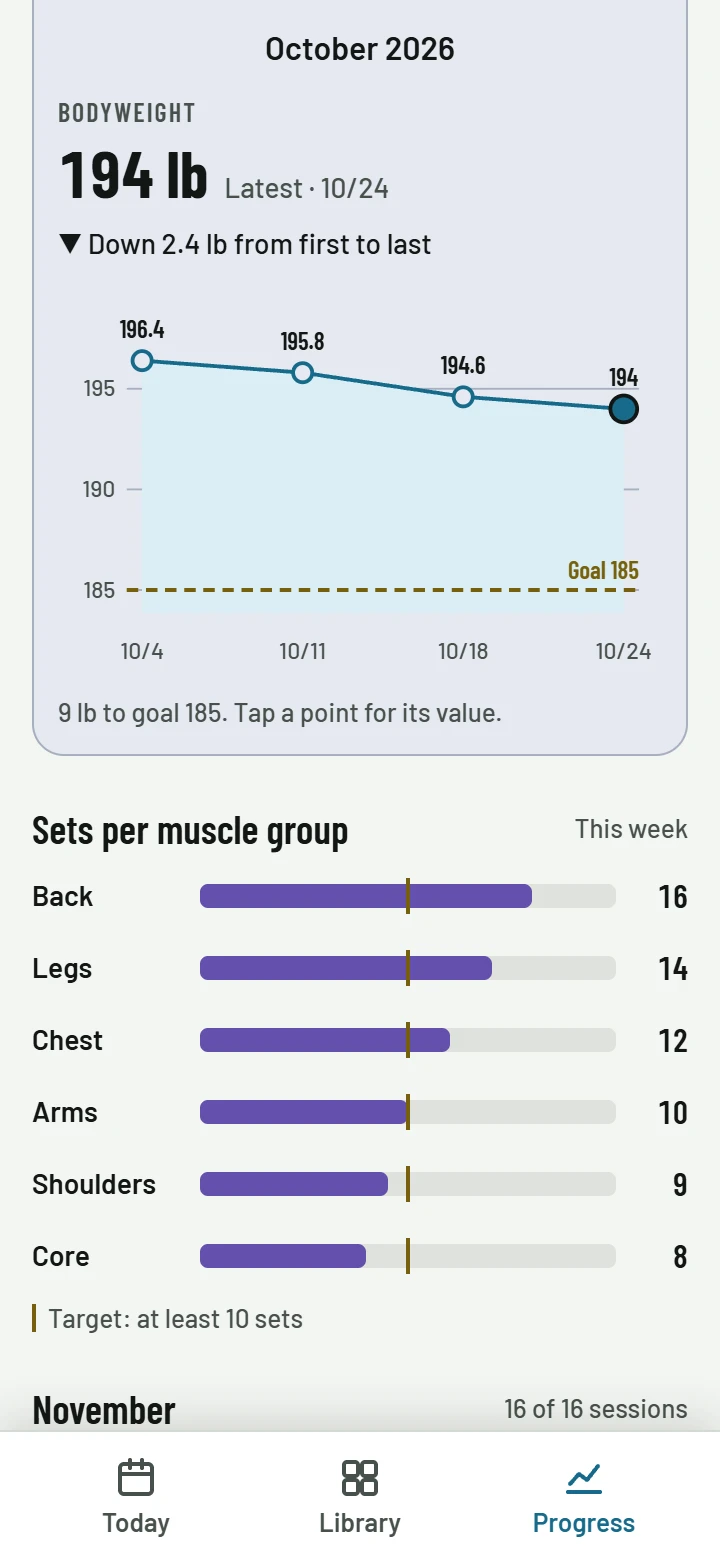 October 2026
BODYWEIGHT
194 lb Latest · 10/24
▼ Down 2.4 lb from first to last
196.4
195.8
194.6
194
195
190
Goal 185
185
10/4 10/11 10/18 10/24
9 lb to goal 185. Tap a point for its value.
Sets per muscle group This week
Back 16
Legs 14
Chest 12
Arms 10
Shoulders 9
Core 8
Target: at least 10 sets
November 16 of 16 sessions
Today Library Progress